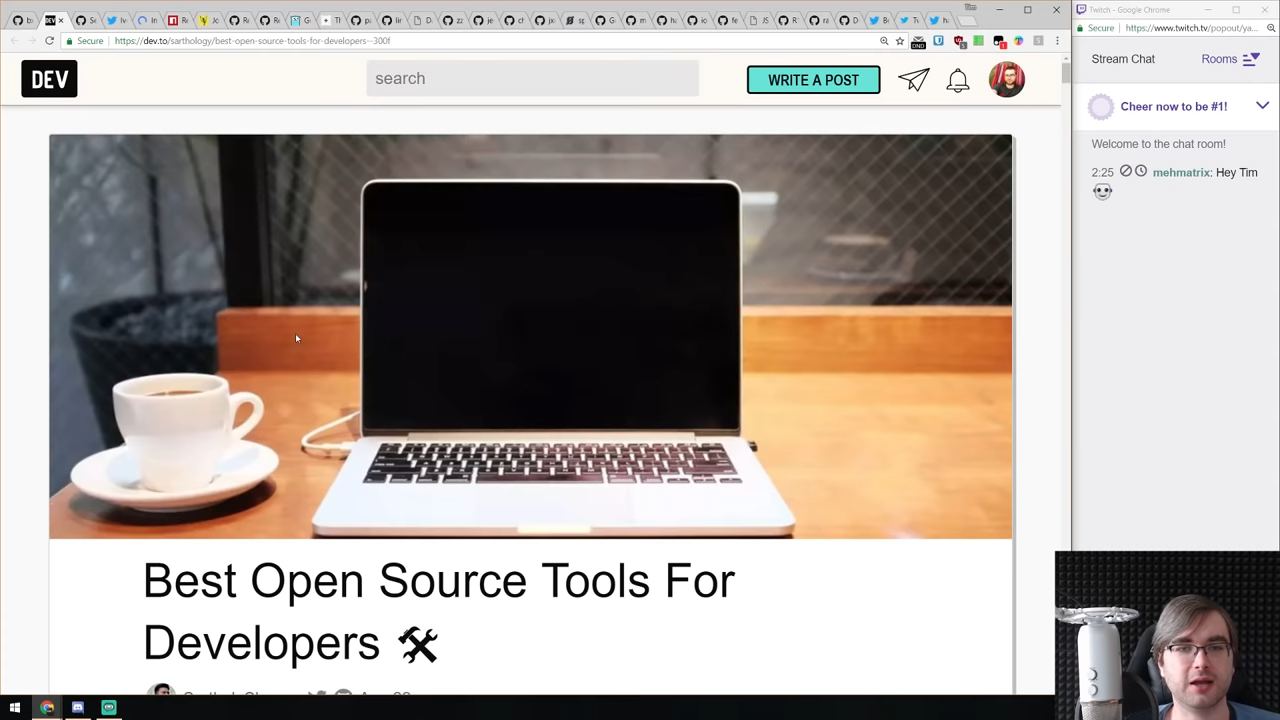 Secure
https://dev.to/sarthology/best-open-source-tools-for-developers--300f
DEV
search
WRITE A POST
Best Open Source Tools For
Developers
Twitch - Google Chrome
Secure
https://www.twitch.tv/popout/ya...
Stream Chat
Rooms
Cheer now to be #1!
Welcome to the chat room!
2:25 mehmatrix: Hey Tim